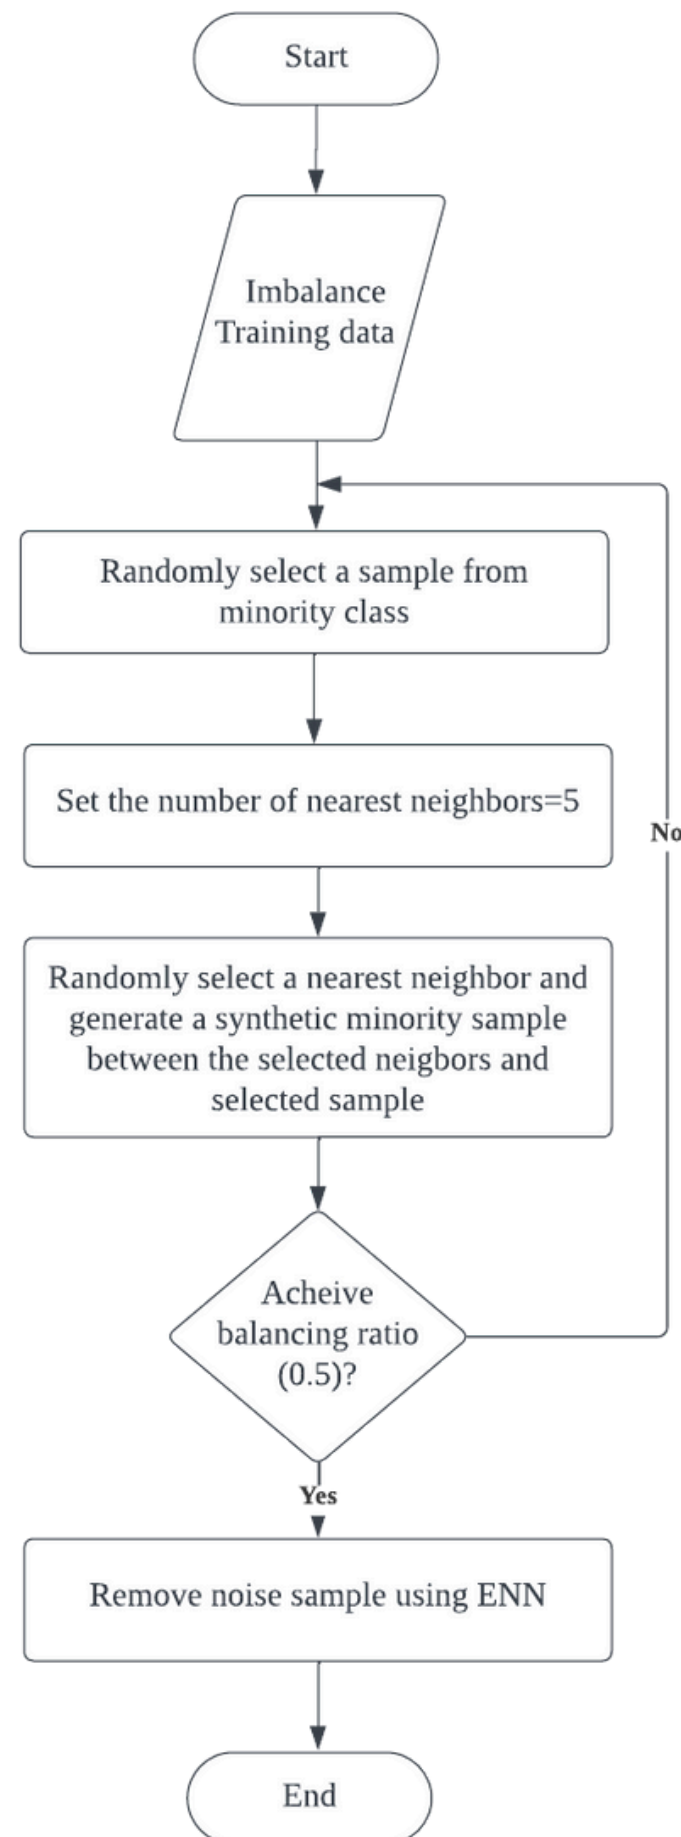 Start
Imbalance
Training data
Randomly select a sample from
minority class
Set the number of nearest neighbors=5
No
Randomly select a nearest neighbor and
generate a synthetic minority sample
between the selected neigbors and
selected sample
Acheive
balancing ratio
(0.5)?
Yes
Remove noise sample using ENN
End